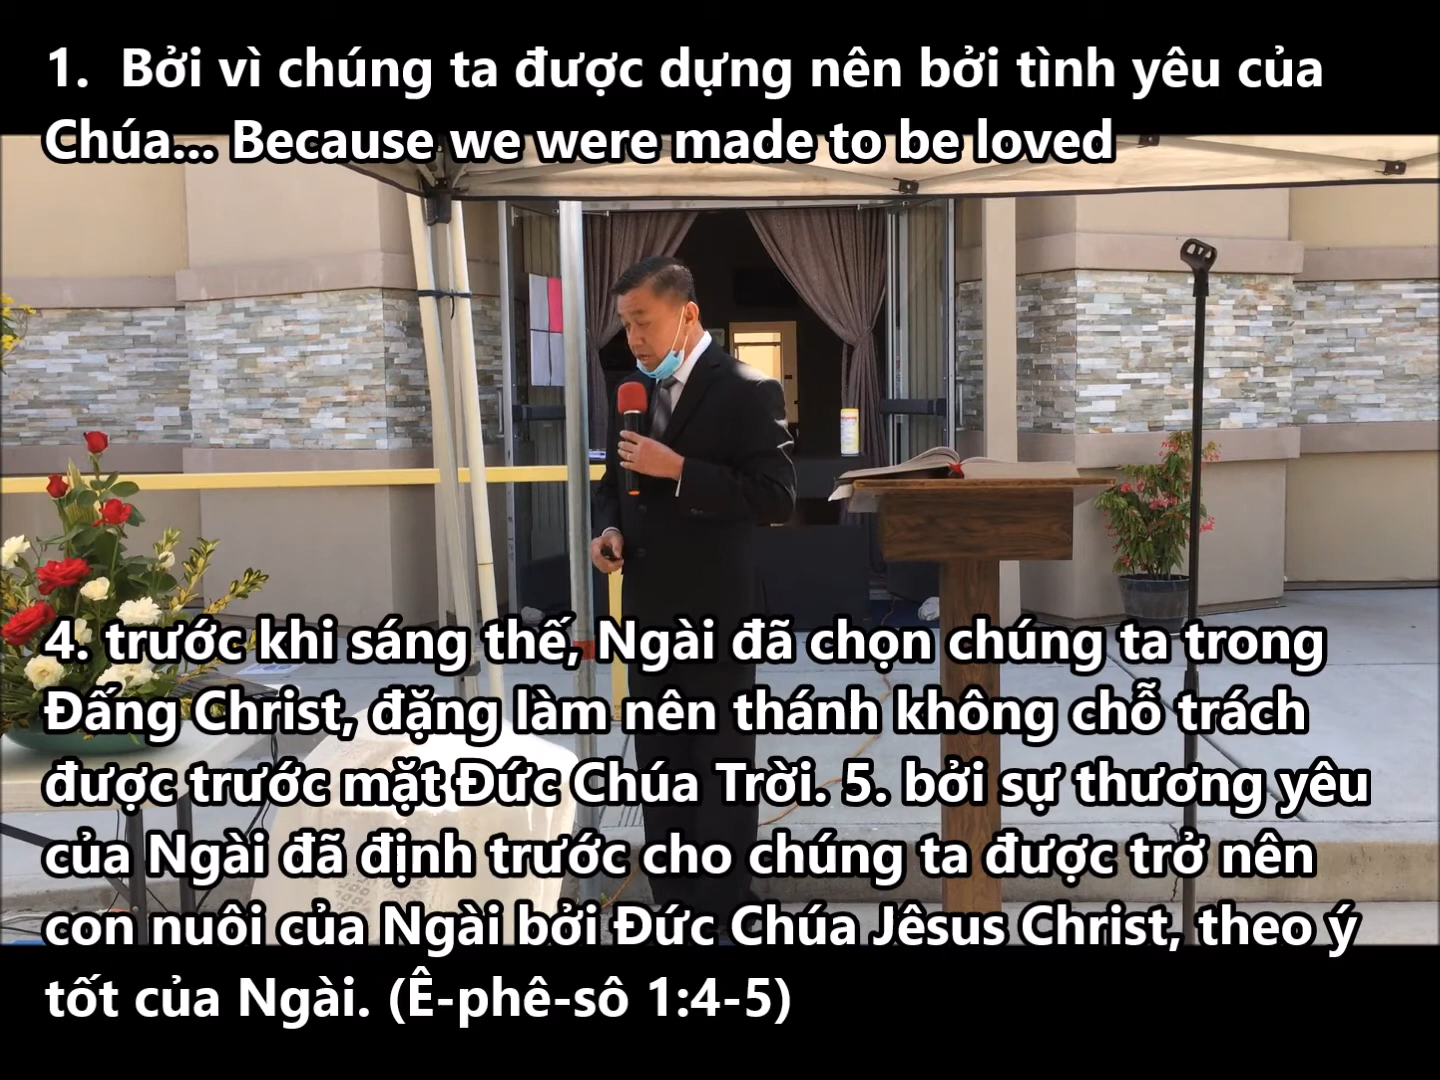 1.  Bởi vì chúng ta được dựng nên bởi tình yêu của
Chúa... Because we were made to be loved
4. trước khi sáng thế, Ngài đã chọn chúng ta trong
Đấng Christ, đặng làm nên thánh không chỗ trách
được trước mặt Đức Chúa Trời. 5. bởi sự thương yêu
của Ngài đã định trước cho chúng ta được trở nên
con nuôi của Ngài bởi Đức Chúa Jêsus Christ, theo ý
tốt của Ngài. (Ê-phê-sô 1:4-5)